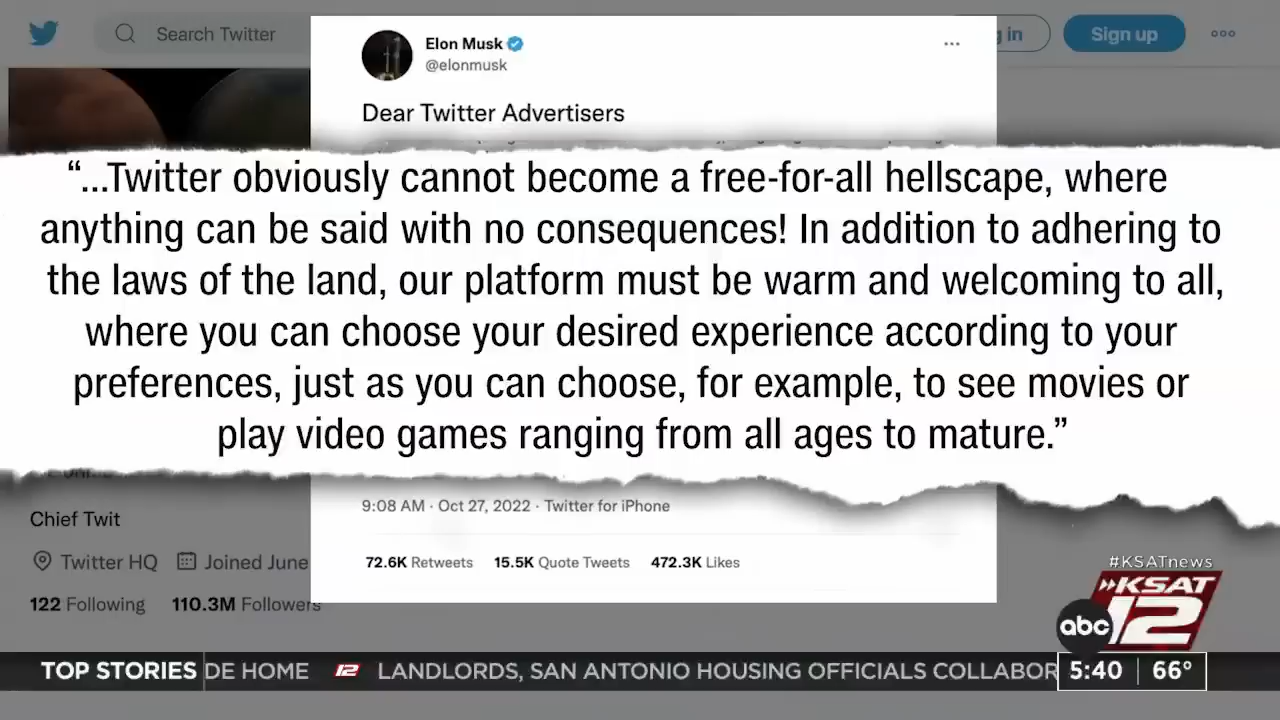 Search Twitter
in
Sign up
Elon Musk
@elonmusk
Dear Twitter Advertisers
“...Twitter obviously cannot become a free-for-all hellscape, where
anything can be said with no consequences! In addition to adhering to
the laws of the land, our platform must be warm and welcoming to all,
where you can choose your desired experience according to your
preferences, just as you can choose, for example, to see movies or
play video games ranging from all ages to mature.”
9:08 AM · Oct 27, 2022 · Twitter for iPhone
Chief Twit
72.6K Retweets 15.5K Quote Tweets 472.3K Likes
Twitter HQ Joined June
122 Following 110.3M Followers
#KSATnews
KSAT
abc 12
TOP STORIES DE HOME 12 LANDLORDS, SAN ANTONIO HOUSING OFFICIALS COLLABOR 5:40 66°